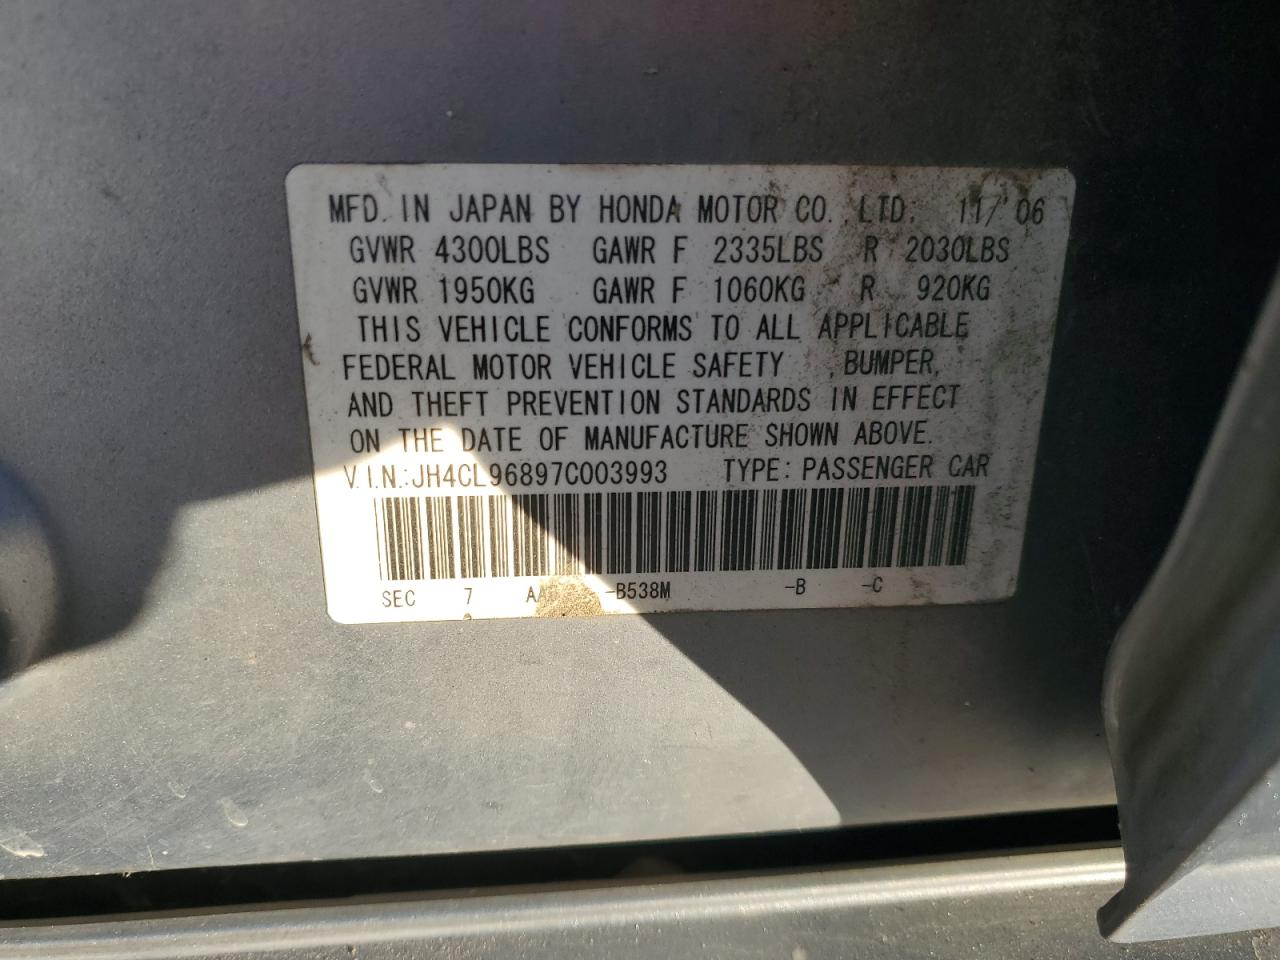 MFD. IN JAPAN BY HONDA MOTOR CO., LTD. 11/'06
GVWR 4300LBS GAWR F 2335LBS R 2030LBS
GVWR 1950KG GAWR F 1060KG R 920KG
THIS VEHICLE CONFORMS TO ALL APPLICABLE
FEDERAL MOTOR VEHICLE SAFETY , BUMPER,
AND THEFT PREVENTION STANDARDS IN EFFECT
ON THE DATE OF MANUFACTURE SHOWN ABOVE.
V.I.N.:JH4CL96897C003993 TYPE: PASSENGER CAR
SEC 7 -B538M -B -C